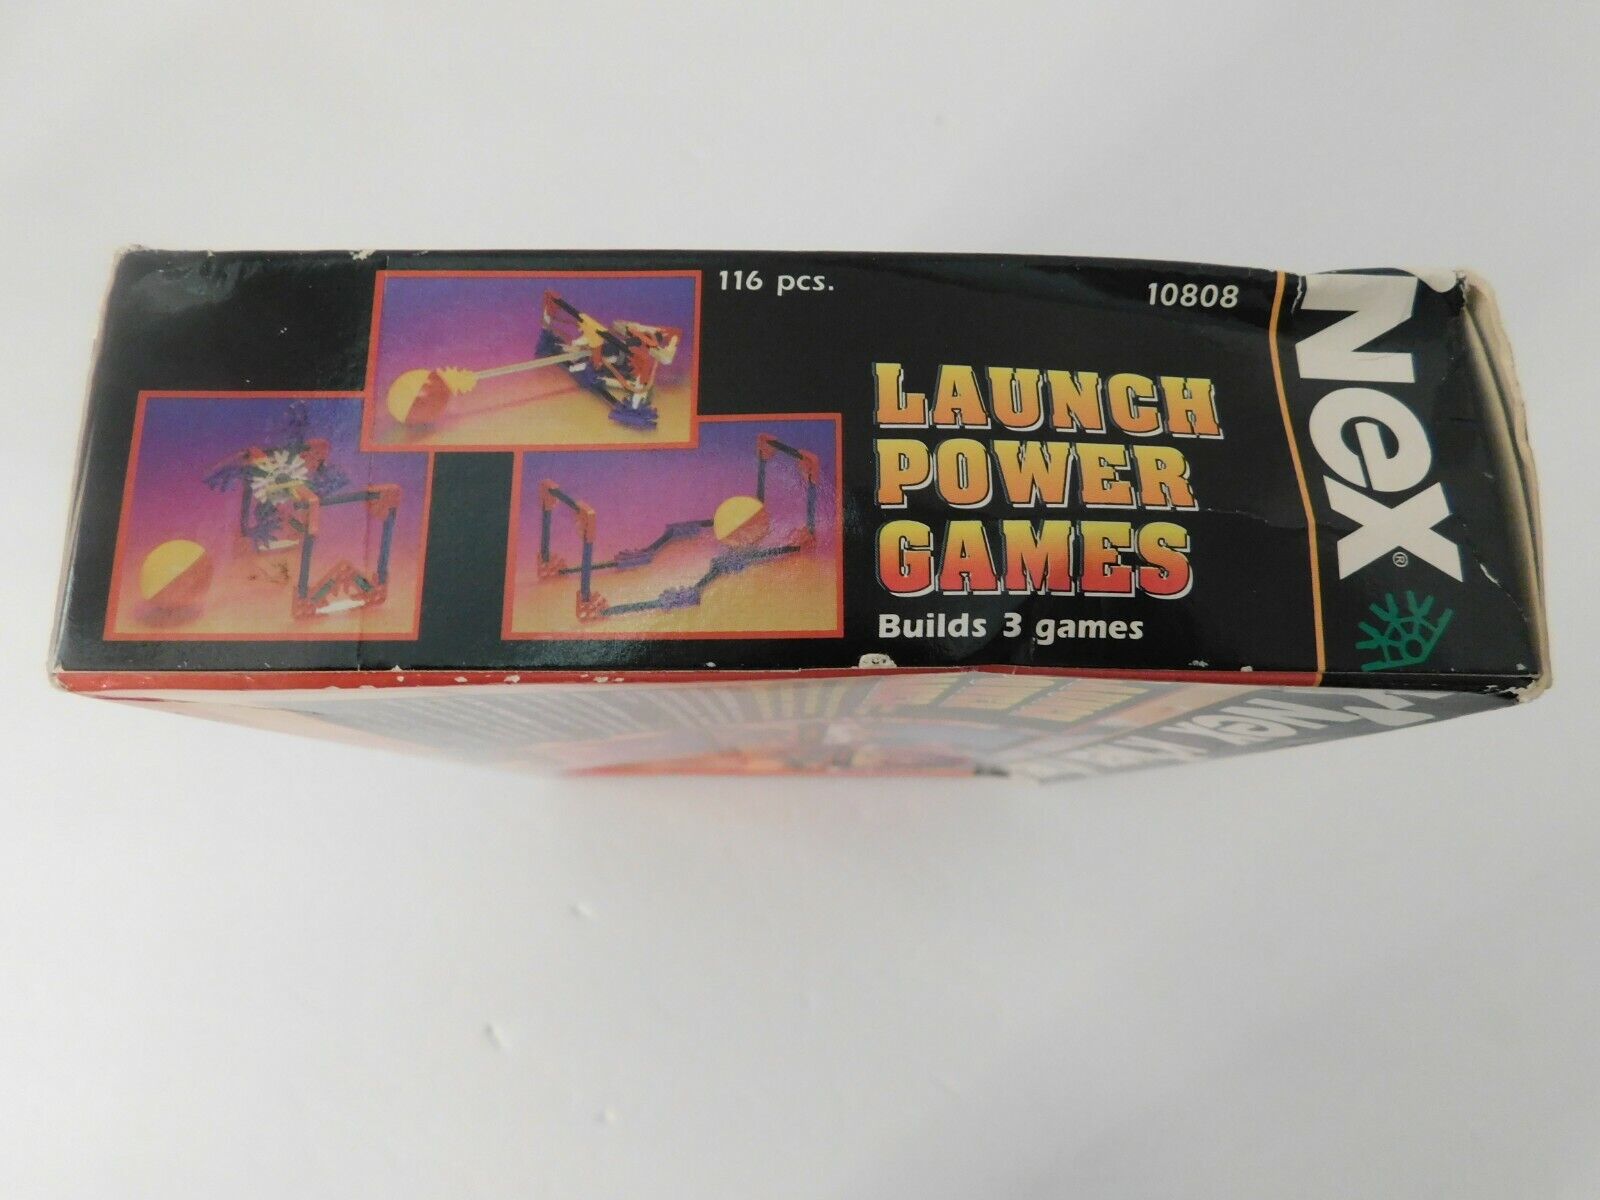 116 pcs.
10808
LAUNCH
POWER
GAMES
Builds 3 games
Nex®